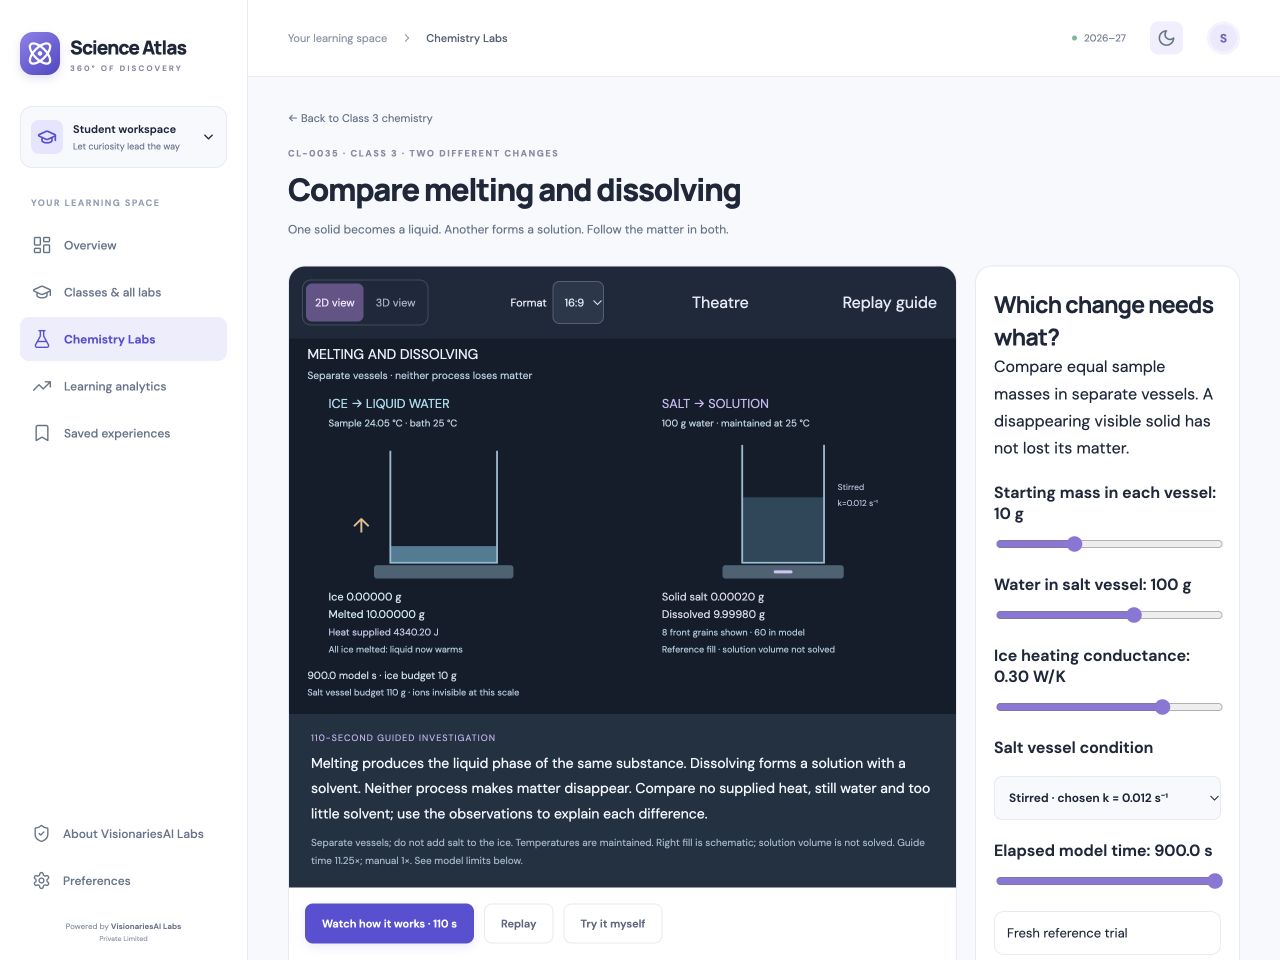 Science Atlas
360° OF DISCOVERY
Student workspace
Let curiosity lead the way
YOUR LEARNING SPACE
Overview
Classes & all labs
Chemistry Labs
Learning analytics
Saved experiences
About VisionariesAI Labs
Preferences
Powered by VisionariesAI Labs
Private Limited
Your learning space
Chemistry Labs
2026–27
S
← Back to Class 3 chemistry
CL-0035 · CLASS 3 · TWO DIFFERENT CHANGES
Compare melting and dissolving
One solid becomes a liquid. Another forms a solution. Follow the matter in both.
2D view
3D view
Format
16:9
Theatre
Replay guide
MELTING AND DISSOLVING
Separate vessels · neither process loses matter
ICE → LIQUID WATER
Sample 24.05 °C · bath 25 °C
SALT → SOLUTION
100 g water · maintained at 25 °C
Stirred
k=0.012 s⁻¹
Ice 0.00000 g
Melted 10.00000 g
Heat supplied 4340.20 J
All ice melted: liquid now warms
Solid salt 0.00020 g
Dissolved 9.99980 g
8 front grains shown · 60 in model
Reference fill · solution volume not solved
900.0 model s · ice budget 10 g
Salt vessel budget 110 g · ions invisible at this scale
110-SECOND GUIDED INVESTIGATION
Melting produces the liquid phase of the same substance. Dissolving forms a solution with a
solvent. Neither process makes matter disappear. Compare no supplied heat, still water and too
little solvent; use the observations to explain each difference.
Separate vessels; do not add salt to the ice. Temperatures are maintained. Right fill is schematic; solution volume is not solved. Guide
time 11.25×; manual 1×. See model limits below.
Watch how it works · 110 s
Replay
Try it myself
Which change needs
what?
Compare equal sample
masses in separate vessels. A
disappearing visible solid has
not lost its matter.
Starting mass in each vessel:
10 g
Water in salt vessel: 100 g
Ice heating conductance:
0.30 W/K
Salt vessel condition
Stirred · chosen k = 0.012 s⁻¹
Elapsed model time: 900.0 s
Fresh reference trial